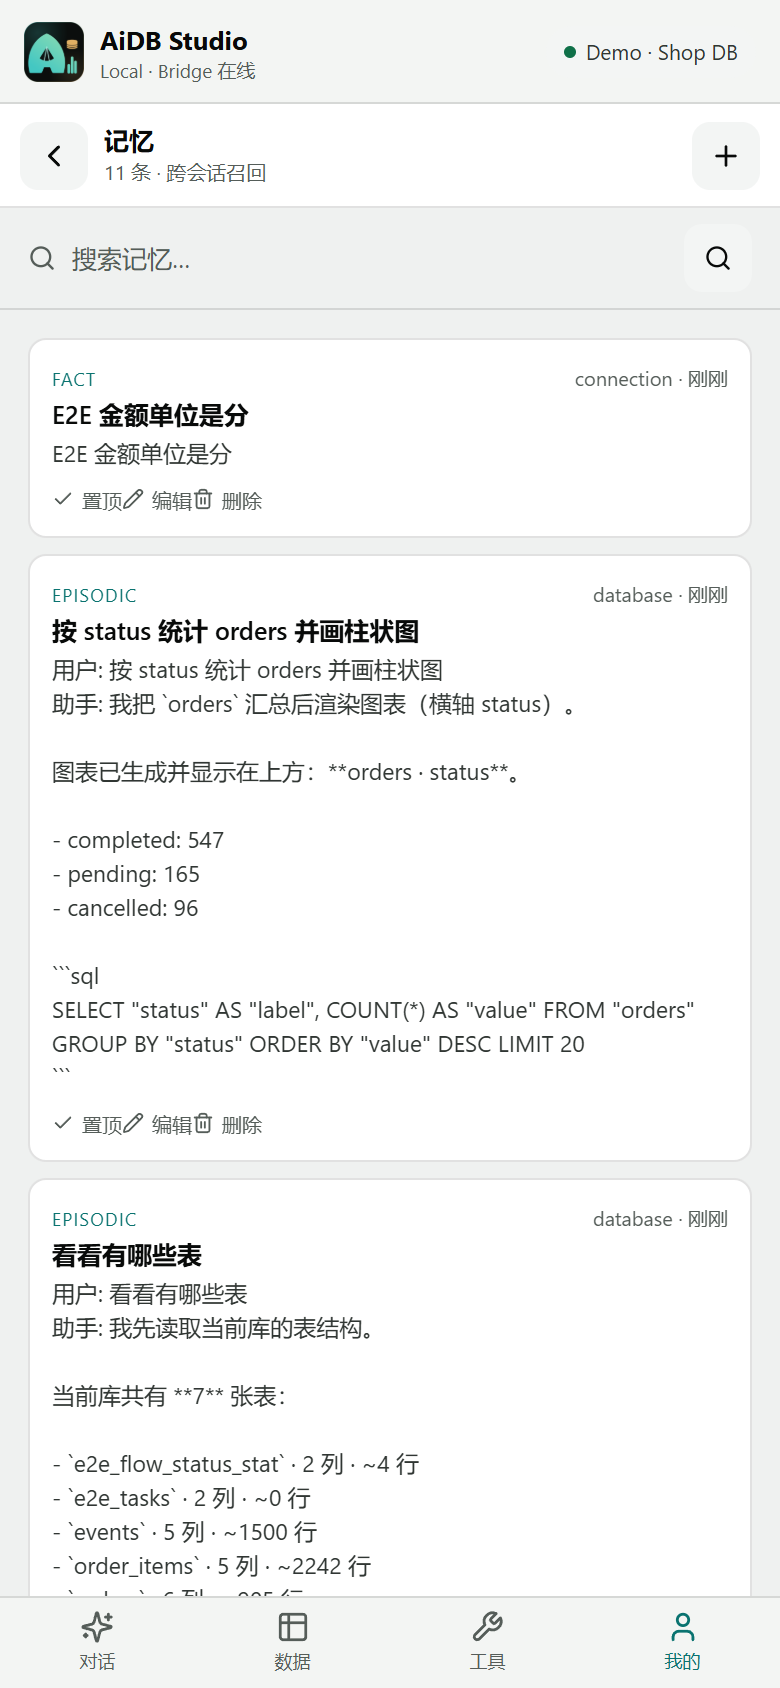 AiDB Studio
Local · Bridge 在线
Demo · Shop DB
记忆
11 条 · 跨会话召回
搜索记忆...
FACT
connection · 刚刚
E2E 金额单位是分
E2E 金额单位是分
置顶 编辑 删除
EPISODIC
database · 刚刚
按 status 统计 orders 并画柱状图
用户: 按 status 统计 orders 并画柱状图
助手: 我把 `orders` 汇总后渲染图表（横轴 status）。
图表已生成并显示在上方：**orders · status**。
- completed: 547
- pending: 165
- cancelled: 96
```sql
SELECT "status" AS "label", COUNT(*) AS "value" FROM "orders"
GROUP BY "status" ORDER BY "value" DESC LIMIT 20
```
置顶 编辑 删除
EPISODIC
database · 刚刚
看看有哪些表
用户: 看看有哪些表
助手: 我先读取当前库的表结构。
当前库共有 **7** 张表：
- `e2e_flow_status_stat` · 2 列 · ~4 行
- `e2e_tasks` · 2 列 · ~0 行
- `events` · 5 列 · ~1500 行
- `order_items` · 5 列 · ~2242 行
对话
数据
工具
我的